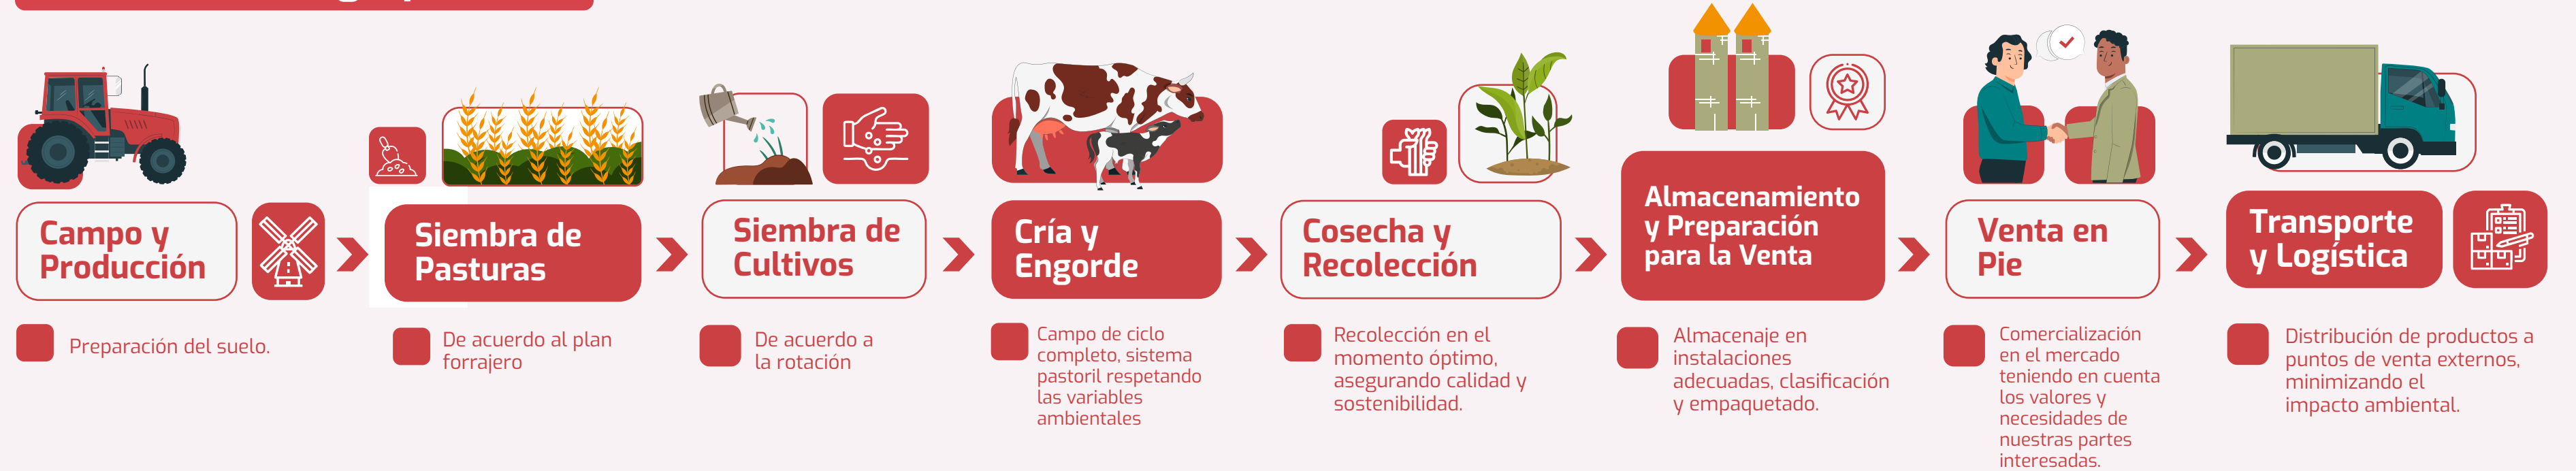 Campo y
Producción
Preparación del suelo.
Siembra de
Pasturas
De acuerdo al plan
forrajero
Siembra de
Cultivos
De acuerdo a
la rotación
Cría y
Engorde
Campo de ciclo
completo, sistema
pastoril respetando
las variables
ambientales
Cosecha y
Recolección
Recolección en el
momento óptimo,
asegurando calidad y
sostenibilidad.
Almacenamiento
y Preparación
para la Venta
Almacenaje en
instalaciones
adecuadas, clasificación
y empaquetado.
Venta en
Pie
Comercialización
en el mercado
teniendo en cuenta
los valores y
necesidades de
nuestras partes
interesadas.
Transporte
y Logística
Distribución de productos a
puntos de venta externos,
minimizando el
impacto ambiental.